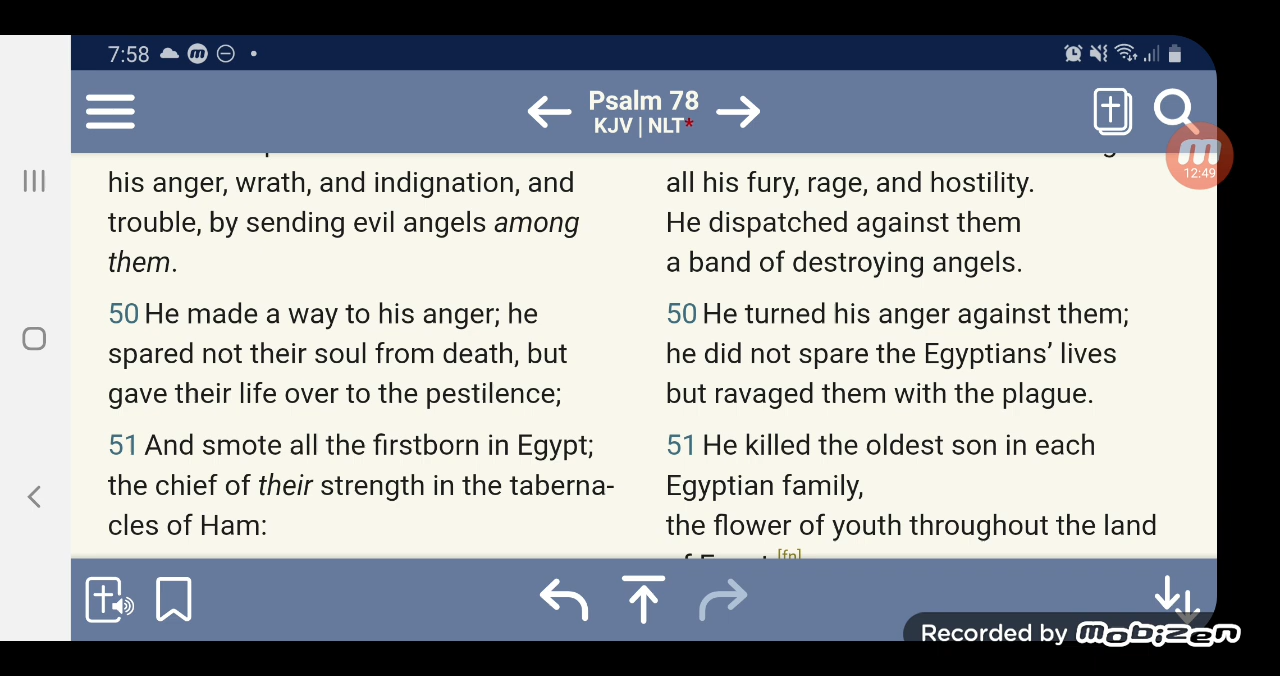 7:58
Psalm 78
KJV | NLT*
12:49
his anger, wrath, and indignation, and
trouble, by sending evil angels among
them.
50 He made a way to his anger; he
spared not their soul from death, but
gave their life over to the pestilence;
51 And smote all the firstborn in Egypt;
the chief of their strength in the taberna-
cles of Ham:
all his fury, rage, and hostility.
He dispatched against them
a band of destroying angels.
50 He turned his anger against them;
he did not spare the Egyptians’ lives
but ravaged them with the plague.
51 He killed the oldest son in each
Egyptian family,
the flower of youth throughout the land
[fn]
Recorded by mobizen